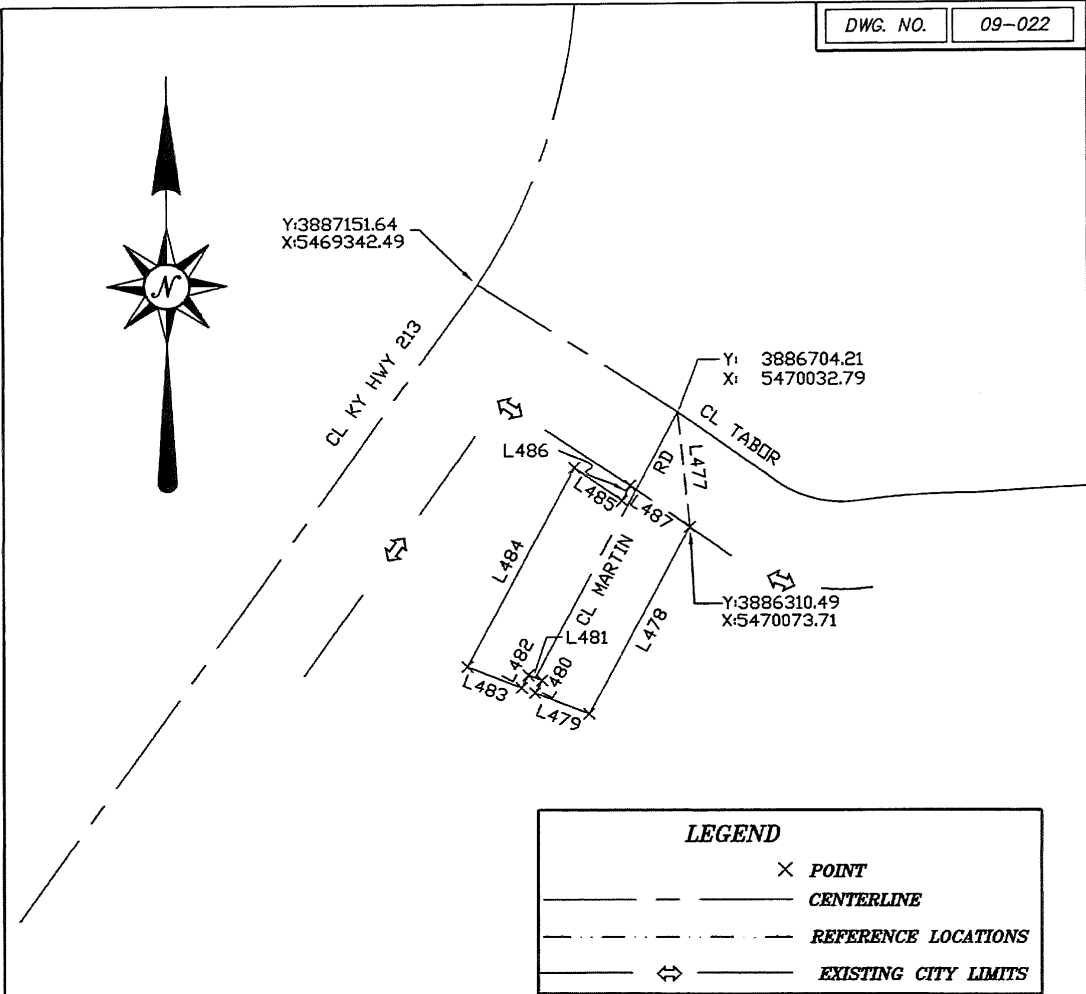 DWG. NO. 09-022
N
Y:3887151.64
X:5469342.49
CL KY HWY 213
Y: 3886704.21
X: 5470032.79
CL TABOR
L486
RD
L477
L485
L487
L484
CL MARTIN
L478
Y:3886310.49
X:5470073.71
L481
L482
L480
L483
L479
LEGEND
POINT
CENTERLINE
REFERENCE LOCATIONS
EXISTING CITY LIMITS